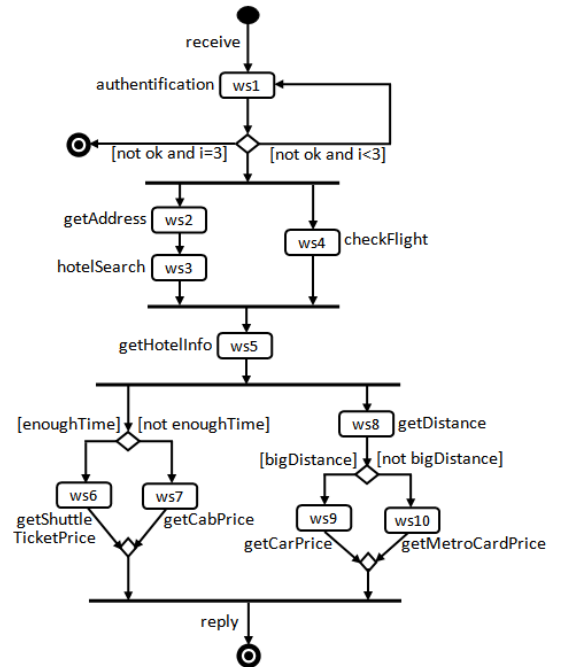 receive
authentification
ws1
[not ok and i=3]
[not ok and i<3]
getAddress
ws2
ws4
checkFlight
hotelSearch
ws3
getHotelInfo
ws5
[enoughTime]
[not enoughTime]
ws8
getDistance
[bigDistance]
[not bigDistance]
ws6
ws7
ws9
ws10
getShuttle
TicketPrice
getCabPrice
getCarPrice
getMetroCardPrice
reply